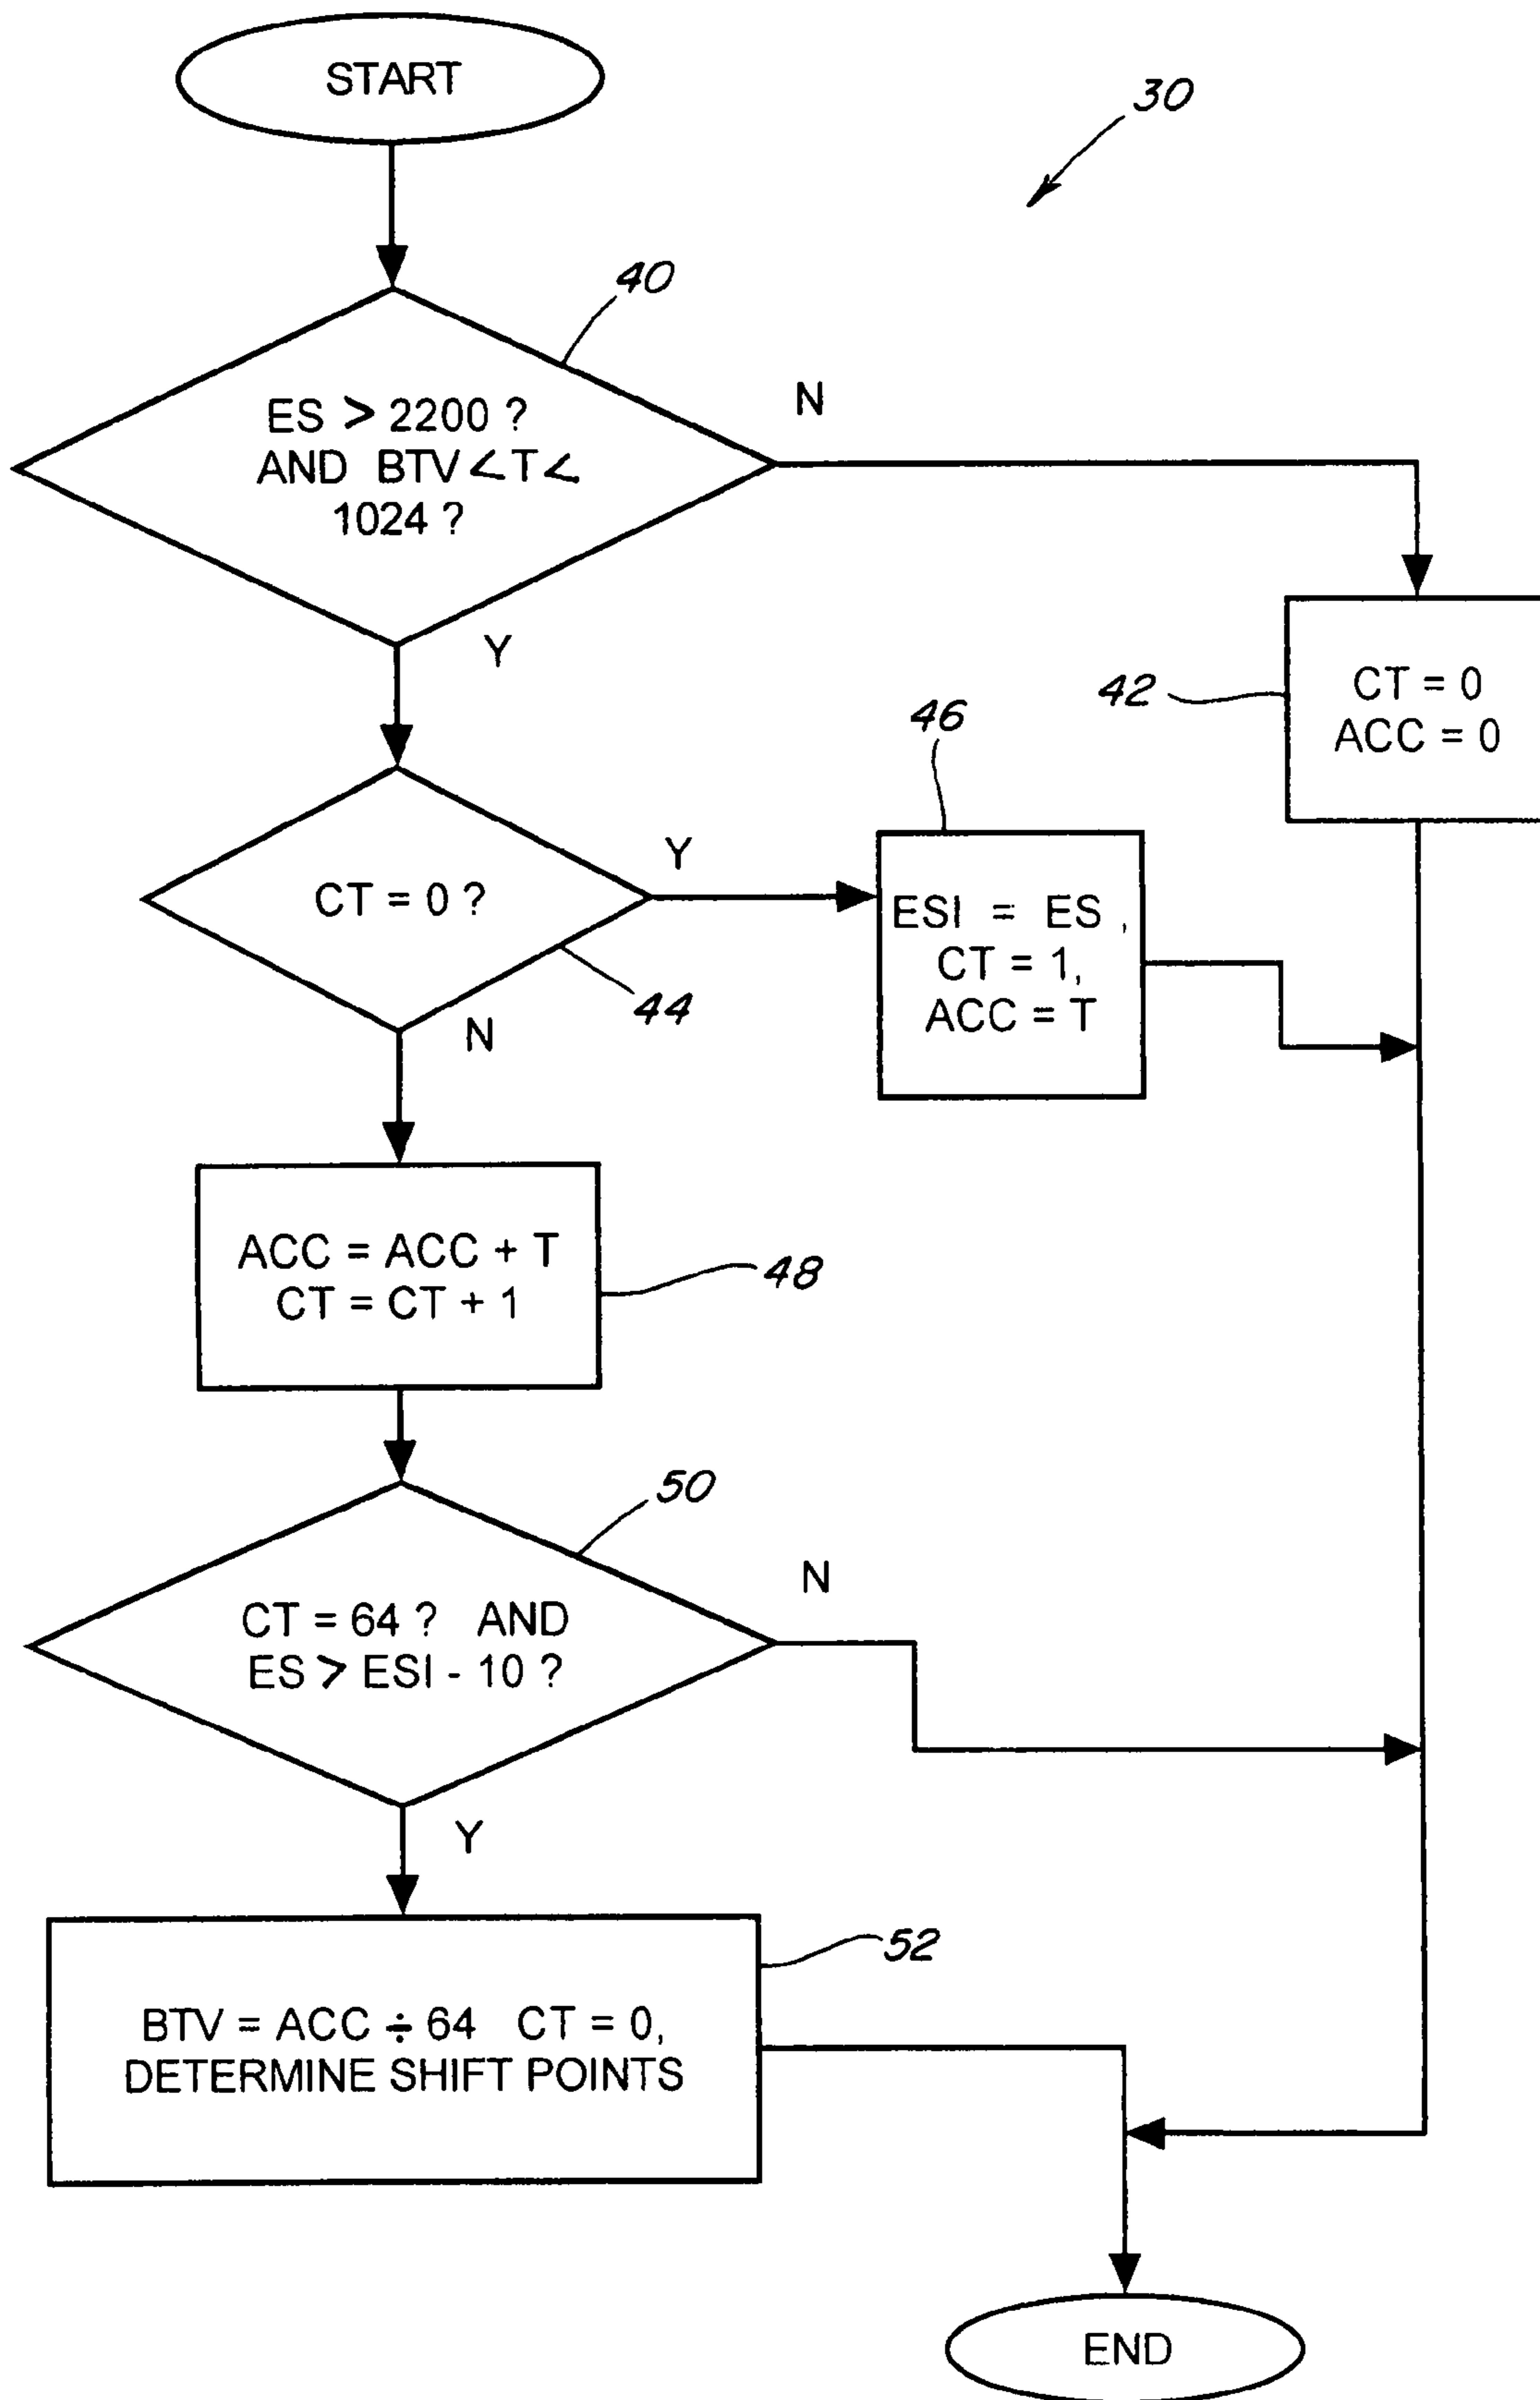 START
30
40
ES > 2200 ?
AND BTV < T <
1024 ?
N
Y
42
CT = 0
ACC = 0
46
CT = 0 ?
Y
44
N
ESI = ES ,
CT = 1,
ACC = T
ACC = ACC + T
CT = CT + 1
48
50
CT = 64 ? AND
ES > ESI - 10 ?
N
Y
52
BTV = ACC ÷ 64 CT = 0,
DETERMINE SHIFT POINTS
END